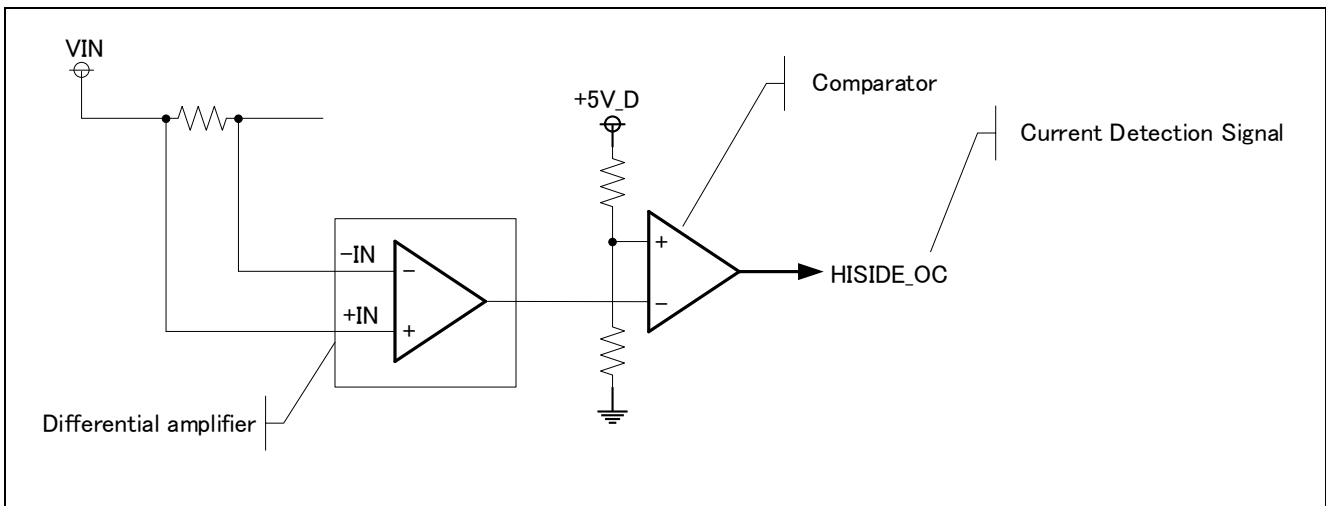 VIN
+5V_D
Comparator
Current Detection Signal
−IN
−
+IN
+
+
−
HISIDE_OC
Differential amplifier